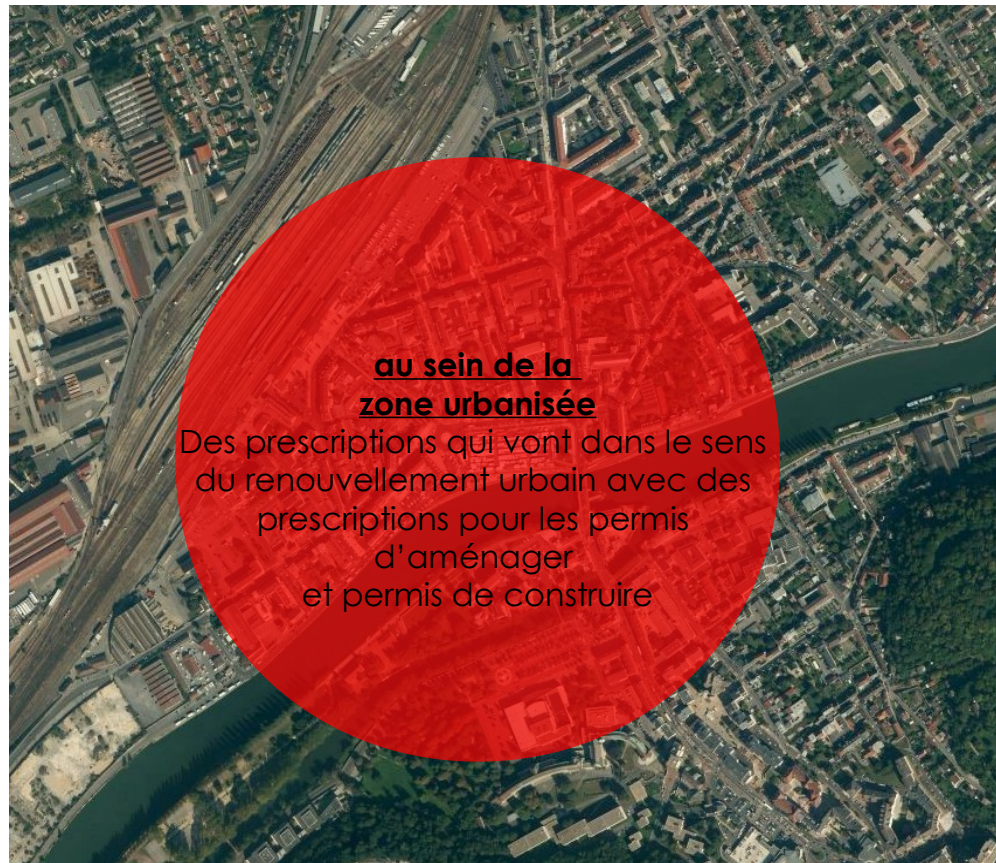 au sein de la
zone urbanisée
Des prescriptions qui vont dans le sens
du renouvellement urbain avec des
prescriptions pour les permis
d'aménager
et permis de construire